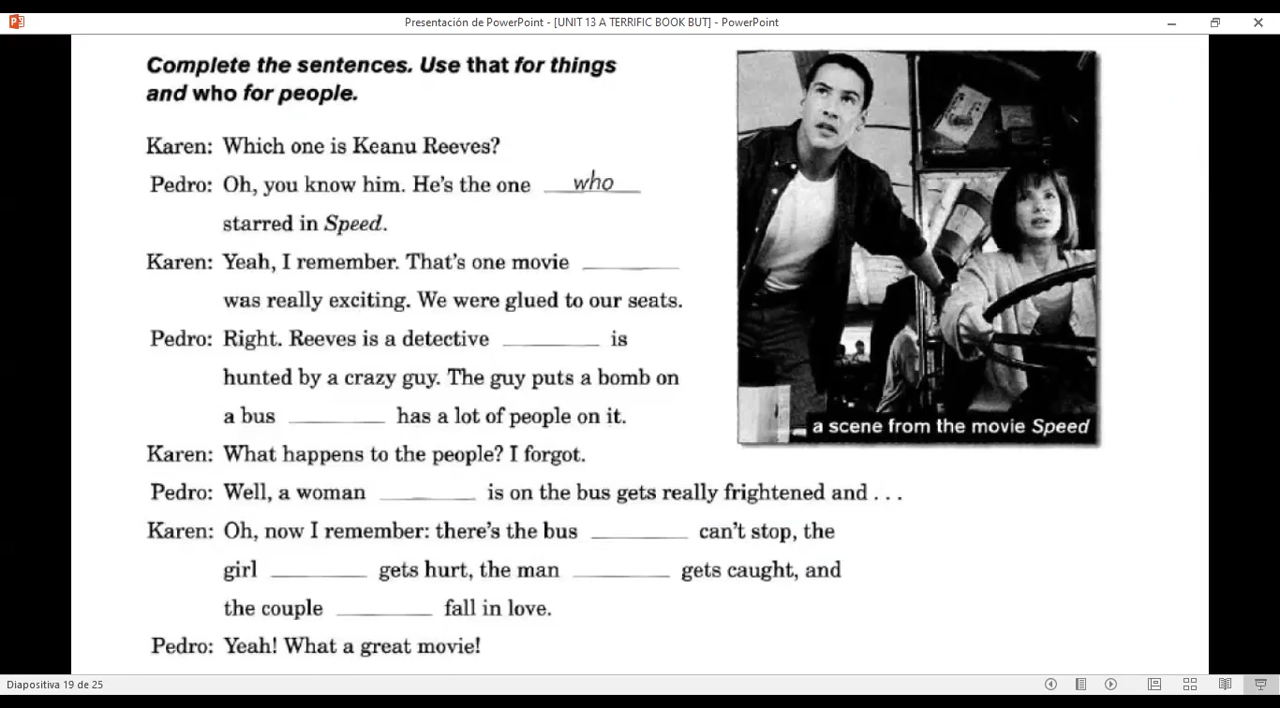 Presentación de PowerPoint - [UNIT 13 A TERRIFIC BOOK BUT] - PowerPoint
Complete the sentences. Use that for things
and who for people.
Karen: Which one is Keanu Reeves?
Pedro: Oh, you know him. He's the one who
starred in Speed.
Karen: Yeah, I remember. That's one movie ________
was really exciting. We were glued to our seats.
Pedro: Right. Reeves is a detective ________ is
hunted by a crazy guy. The guy puts a bomb on
a bus ________ has a lot of people on it.
Karen: What happens to the people? I forgot.
Pedro: Well, a woman ________ is on the bus gets really frightened and . . .
Karen: Oh, now I remember: there's the bus ________ can't stop, the
girl ________ gets hurt, the man ________ gets caught, and
the couple ________ fall in love.
Pedro: Yeah! What a great movie!
a scene from the movie Speed
Diapositiva 19 de 25